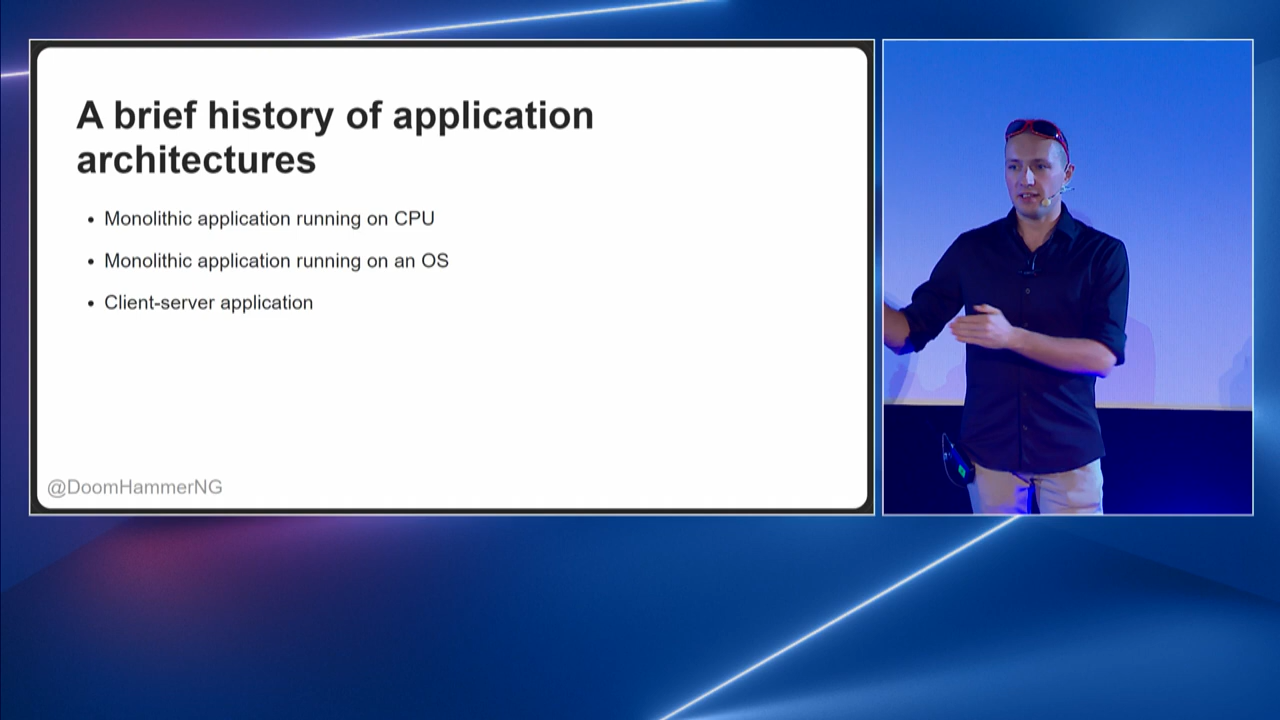 A brief history of application
architectures
• Monolithic application running on CPU
• Monolithic application running on an OS
• Client-server application
@DoomHammerNG